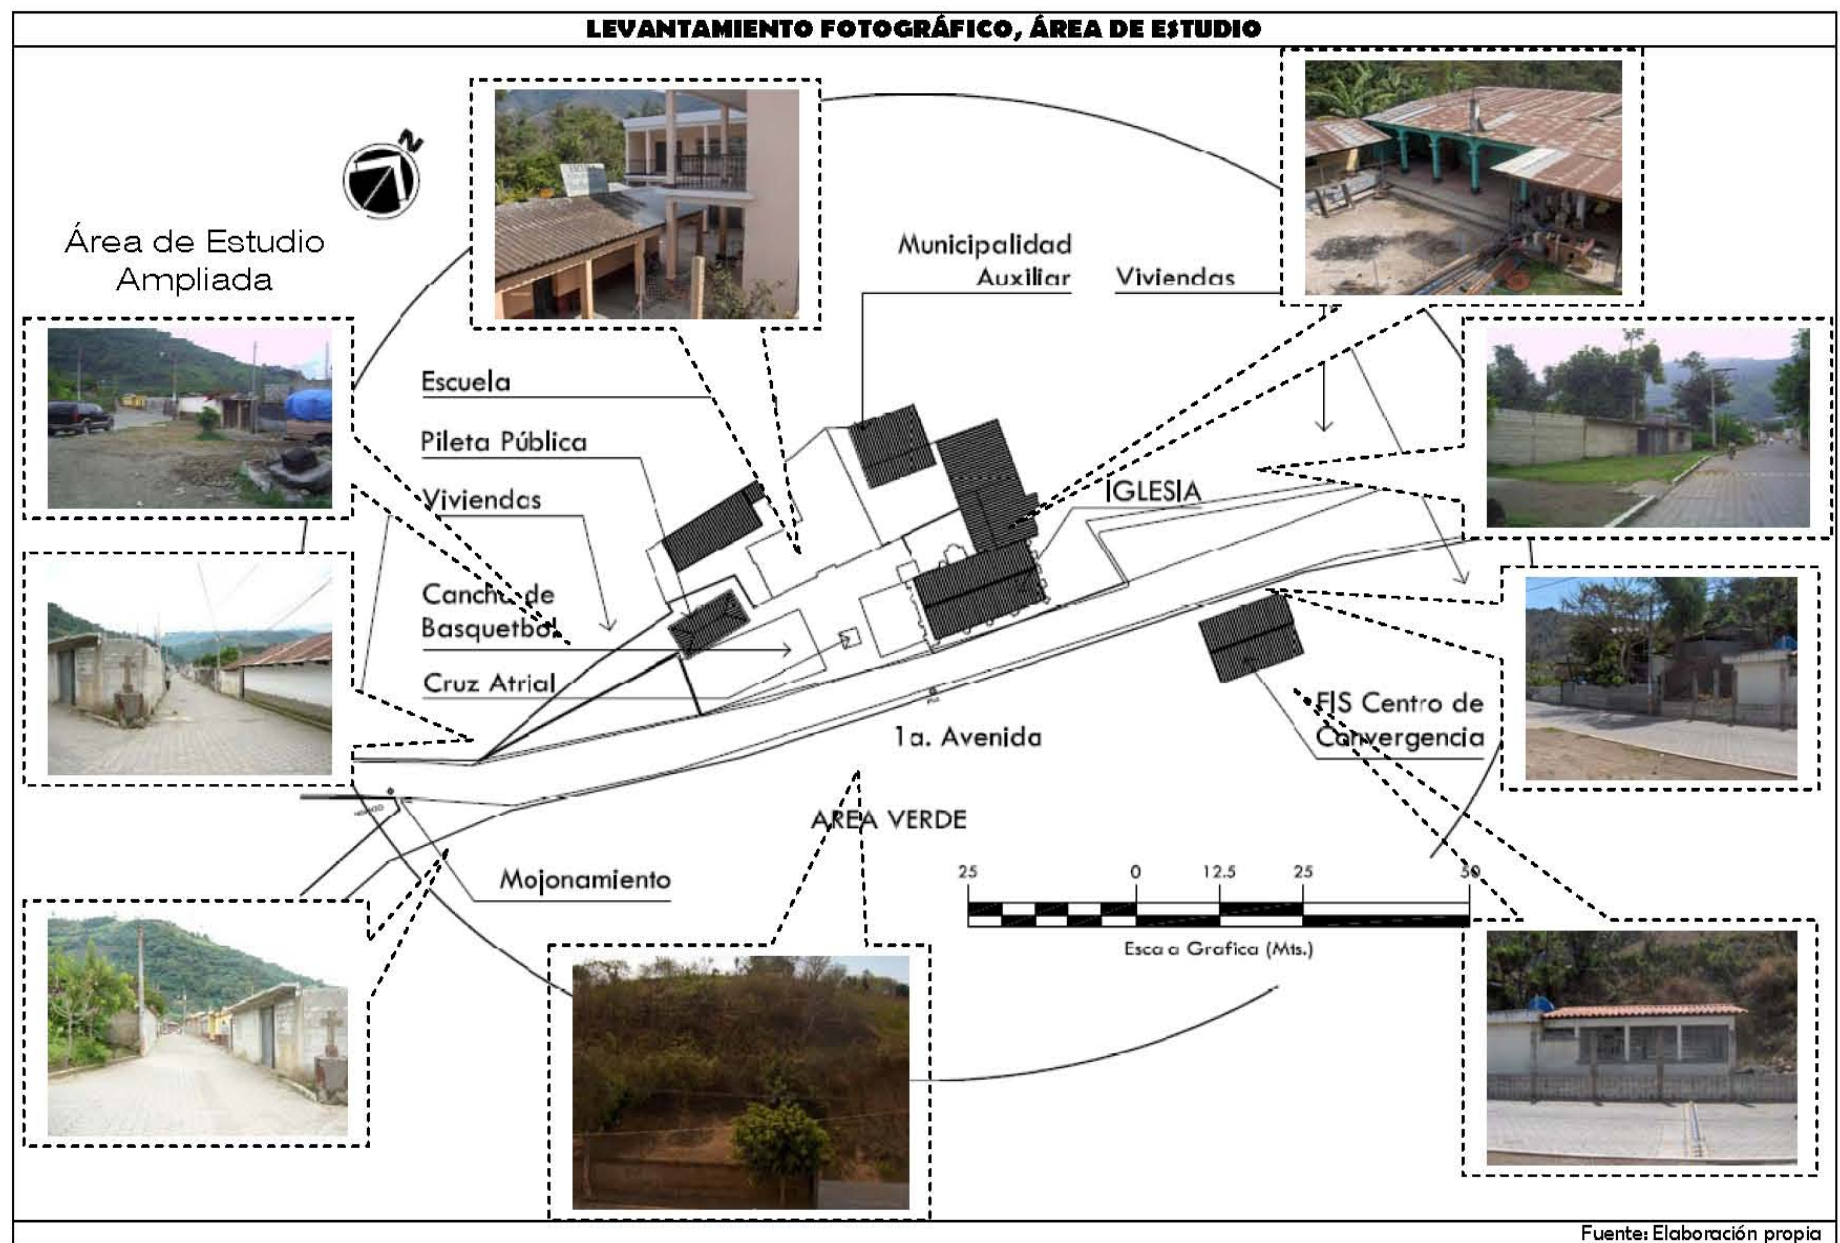 LEVANTAMIENTO FOTOGRÁFICO, ÁREA DE ESTUDIO
N
Área de Estudio
Ampliada
Municipalidad
Auxiliar
Viviendas
Escuela
Pileta Pública
Viviendas
IGLESIA
Cancha de
Basquetbol
Cruz Atrial
FIS Centro de
Convergencia
1a. Avenida
AREA VERDE
Mojonamiento
25 0 12.5 25 50
Esca a Grafica (Mts.)
Fuente: Elaboración propia